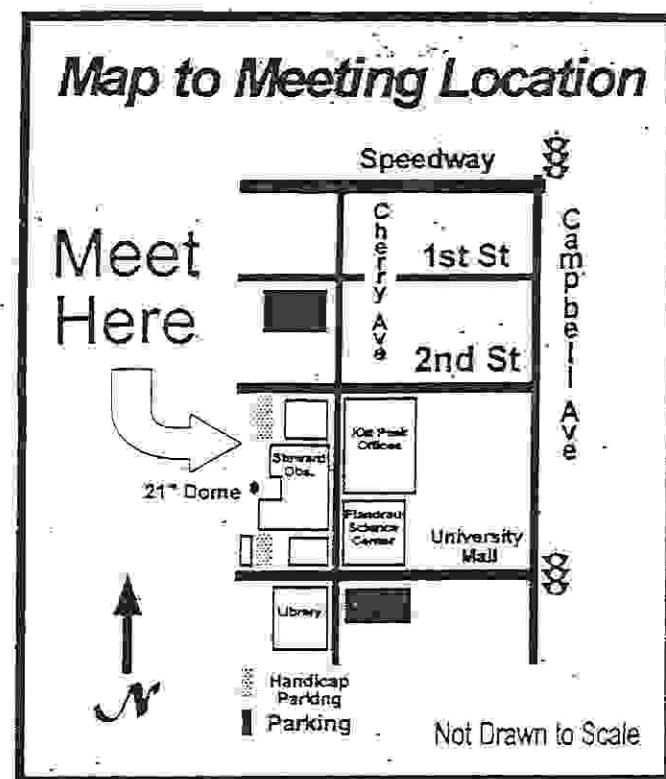 Map to Meeting Location
Speedway
Cherry Ave
Campbell Ave
1st St
Meet
Here
2nd St
Kitt Peak
Offices
Steward
Obs.
21" Dome
Flandrau
Science
Center
University
Mall
Library
N
Handicap
Parking
Parking
Not Drawn to Scale